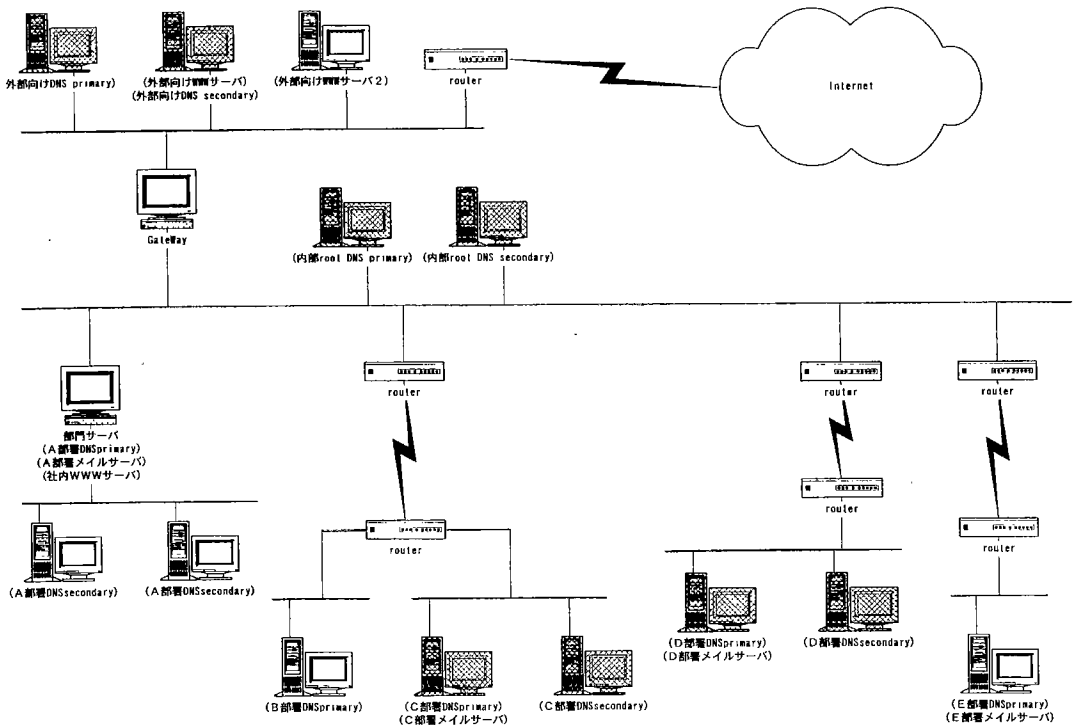 外部向けDNS primary)
(外部向けWWWサーバ)
(外部向けDNS secondary)
(外部向けWWWサーバ２)
router
Internet
GateWay
(内部root DNS primary)
(内部root DNS secondary)
router
router
router
部門サーバ
(Ａ部署DNSprimary)
(Ａ部署メイルサーバ)
(社内ＷＷＷサーバ)
router
router
router
(Ａ部署DNSsecondary)
(Ａ部署DNSsecondary)
(Ｂ部署DNSprimary)
(Ｃ部署DNSprimary)
(Ｃ部署メイルサーバ)
(Ｃ部署DNSsecondary)
(Ｄ部署DNSprimary)
(Ｄ部署メイルサーバ)
(Ｄ部署DNSsecondary)
(Ｅ部署DNSprimary)
(Ｅ部署メイルサーバ)